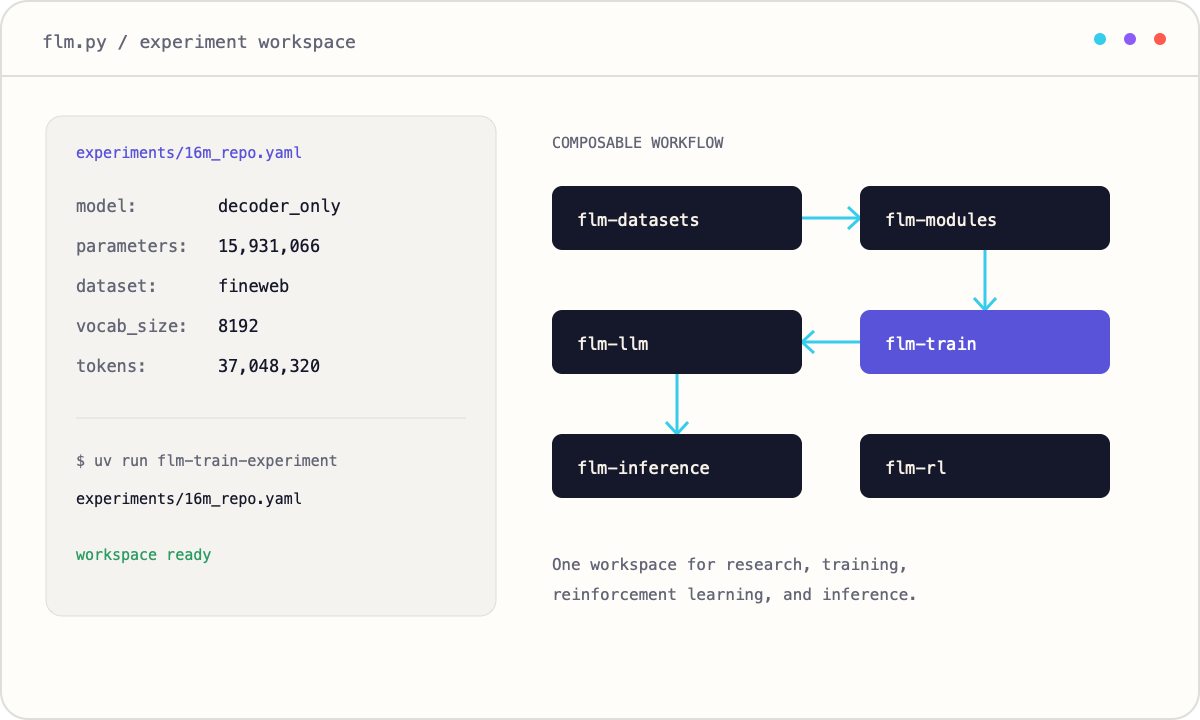 flm.py / experiment workspace
experiments/16m_repo.yaml
model: decoder_only
parameters: 15,931,066
dataset: fineweb
vocab_size: 8192
tokens: 37,048,320
$ uv run flm-train-experiment
experiments/16m_repo.yaml
workspace ready
COMPOSABLE WORKFLOW
flm-datasets
flm-modules
flm-llm
flm-train
flm-inference
flm-rl
One workspace for research, training,
reinforcement learning, and inference.